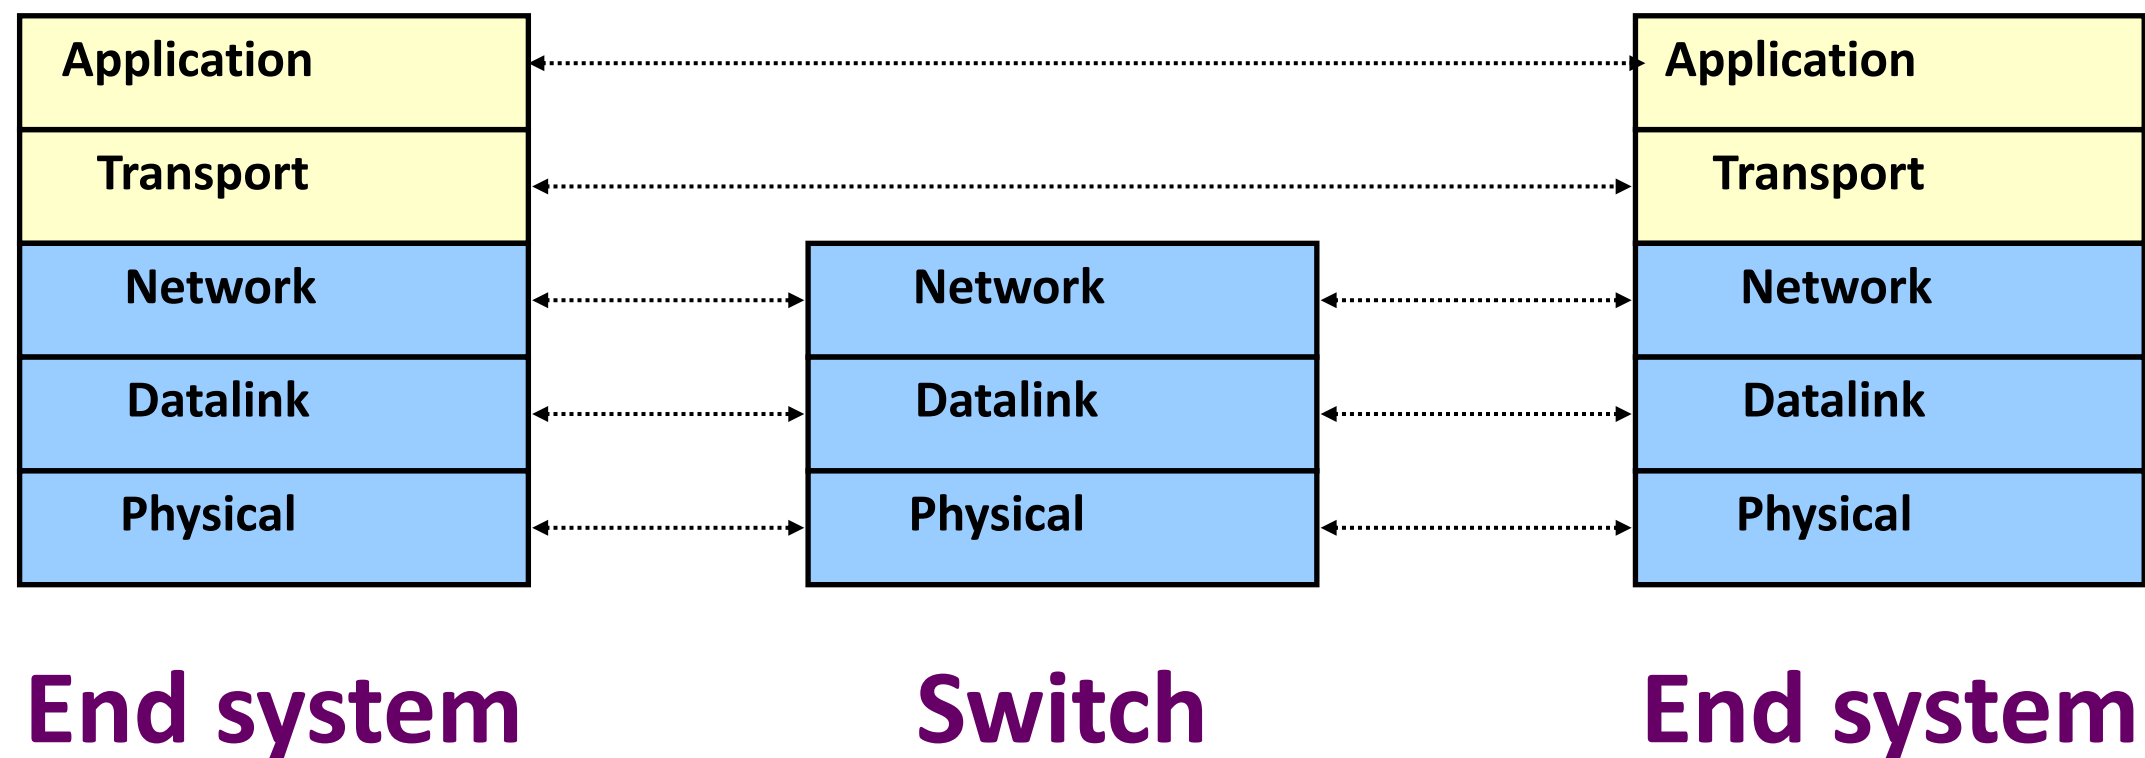 Application
Application
Transport
Transport
Network
Network
Network
Datalink
Datalink
Datalink
Physical
Physical
Physical
End system
Switch
End system